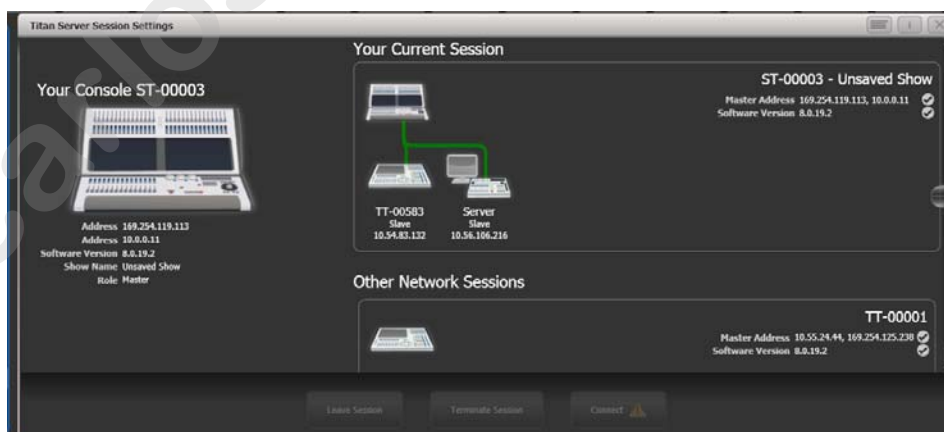 Titan Server Session Settings
Your Console ST-00003
Address 169.254.119.113
Address 10.0.0.11
Software Version 8.0.19.2
Show Name Unsaved Show
Role Master
Your Current Session
ST-00003 - Unsaved Show
Master Address 169.254.119.113, 10.0.0.11
Software Version 8.0.19.2
TT-00583
Slave
10.54.83.132
Server
Slave
10.56.106.216
Other Network Sessions
TT-00001
Master Address 10.55.24.44, 169.254.125.238
Software Version 8.0.19.2
Leave Session
Terminate Session
Connect
Carlos